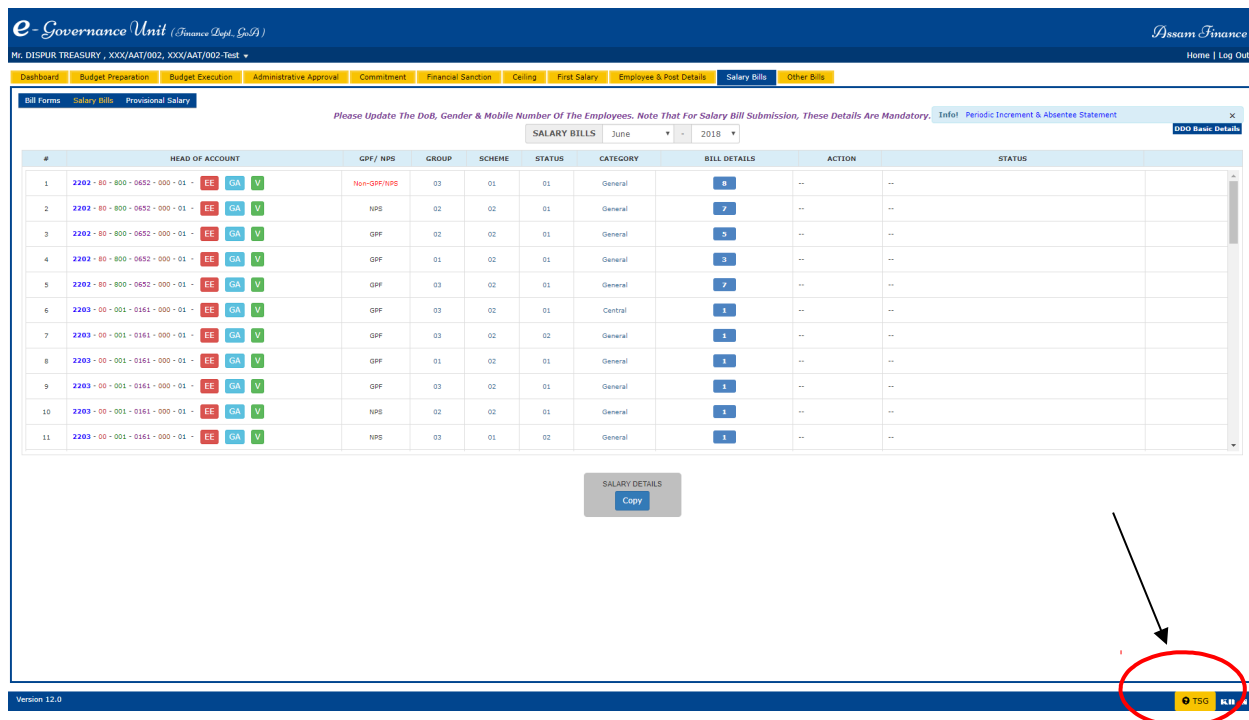 e - Governance Unit (Finance Dept., GoA)
Assam Finance
Mr. DISPUR TREASURY , XXX/AAT/002, XXX/AAT/002-Test
Home | Log Out
Dashboard Budget Preparation Budget Execution Administrative Approval Commitment Financial Sanction Ceiling First Salary Employee & Post Details Salary Bills Other Bills
Bill Forms Salary Bills Provisional Salary
Please Update The DoB, Gender & Mobile Number Of The Employees. Note That For Salary Bill Submission, These Details Are Mandatory.
Info! Periodic Increment & Absentee Statement ×
DDO Basic Details
SALARY BILLS June - 2018
# HEAD OF ACCOUNT GPF/ NPS GROUP SCHEME STATUS CATEGORY BILL DETAILS ACTION STATUS
1 2202 - 80 - 800 - 0652 - 000 - 01 - EE GA V Non-GPF/NPS 03 01 01 General 8 -- --
2 2202 - 80 - 800 - 0652 - 000 - 01 - EE GA V NPS 02 02 01 General 7 -- --
3 2202 - 80 - 800 - 0652 - 000 - 01 - EE GA V GPF 02 02 01 General 5 -- --
4 2202 - 80 - 800 - 0652 - 000 - 01 - EE GA V GPF 01 02 01 General 3 -- --
5 2202 - 80 - 800 - 0652 - 000 - 01 - EE GA V GPF 03 02 01 General 7 -- --
6 2203 - 00 - 001 - 0161 - 000 - 01 - EE GA V GPF 03 02 01 Central 1 -- --
7 2203 - 00 - 001 - 0161 - 000 - 01 - EE GA V GPF 03 02 02 General 1 -- --
8 2203 - 00 - 001 - 0161 - 000 - 01 - EE GA V GPF 01 02 01 General 1 -- --
9 2203 - 00 - 001 - 0161 - 000 - 01 - EE GA V GPF 03 02 01 General 1 -- --
10 2203 - 00 - 001 - 0161 - 000 - 01 - EE GA V NPS 02 02 01 General 1 -- --
11 2203 - 00 - 001 - 0161 - 000 - 01 - EE GA V NPS 03 01 02 General 1 -- --
SALARY DETAILS
Copy
Version 12.0
TSG